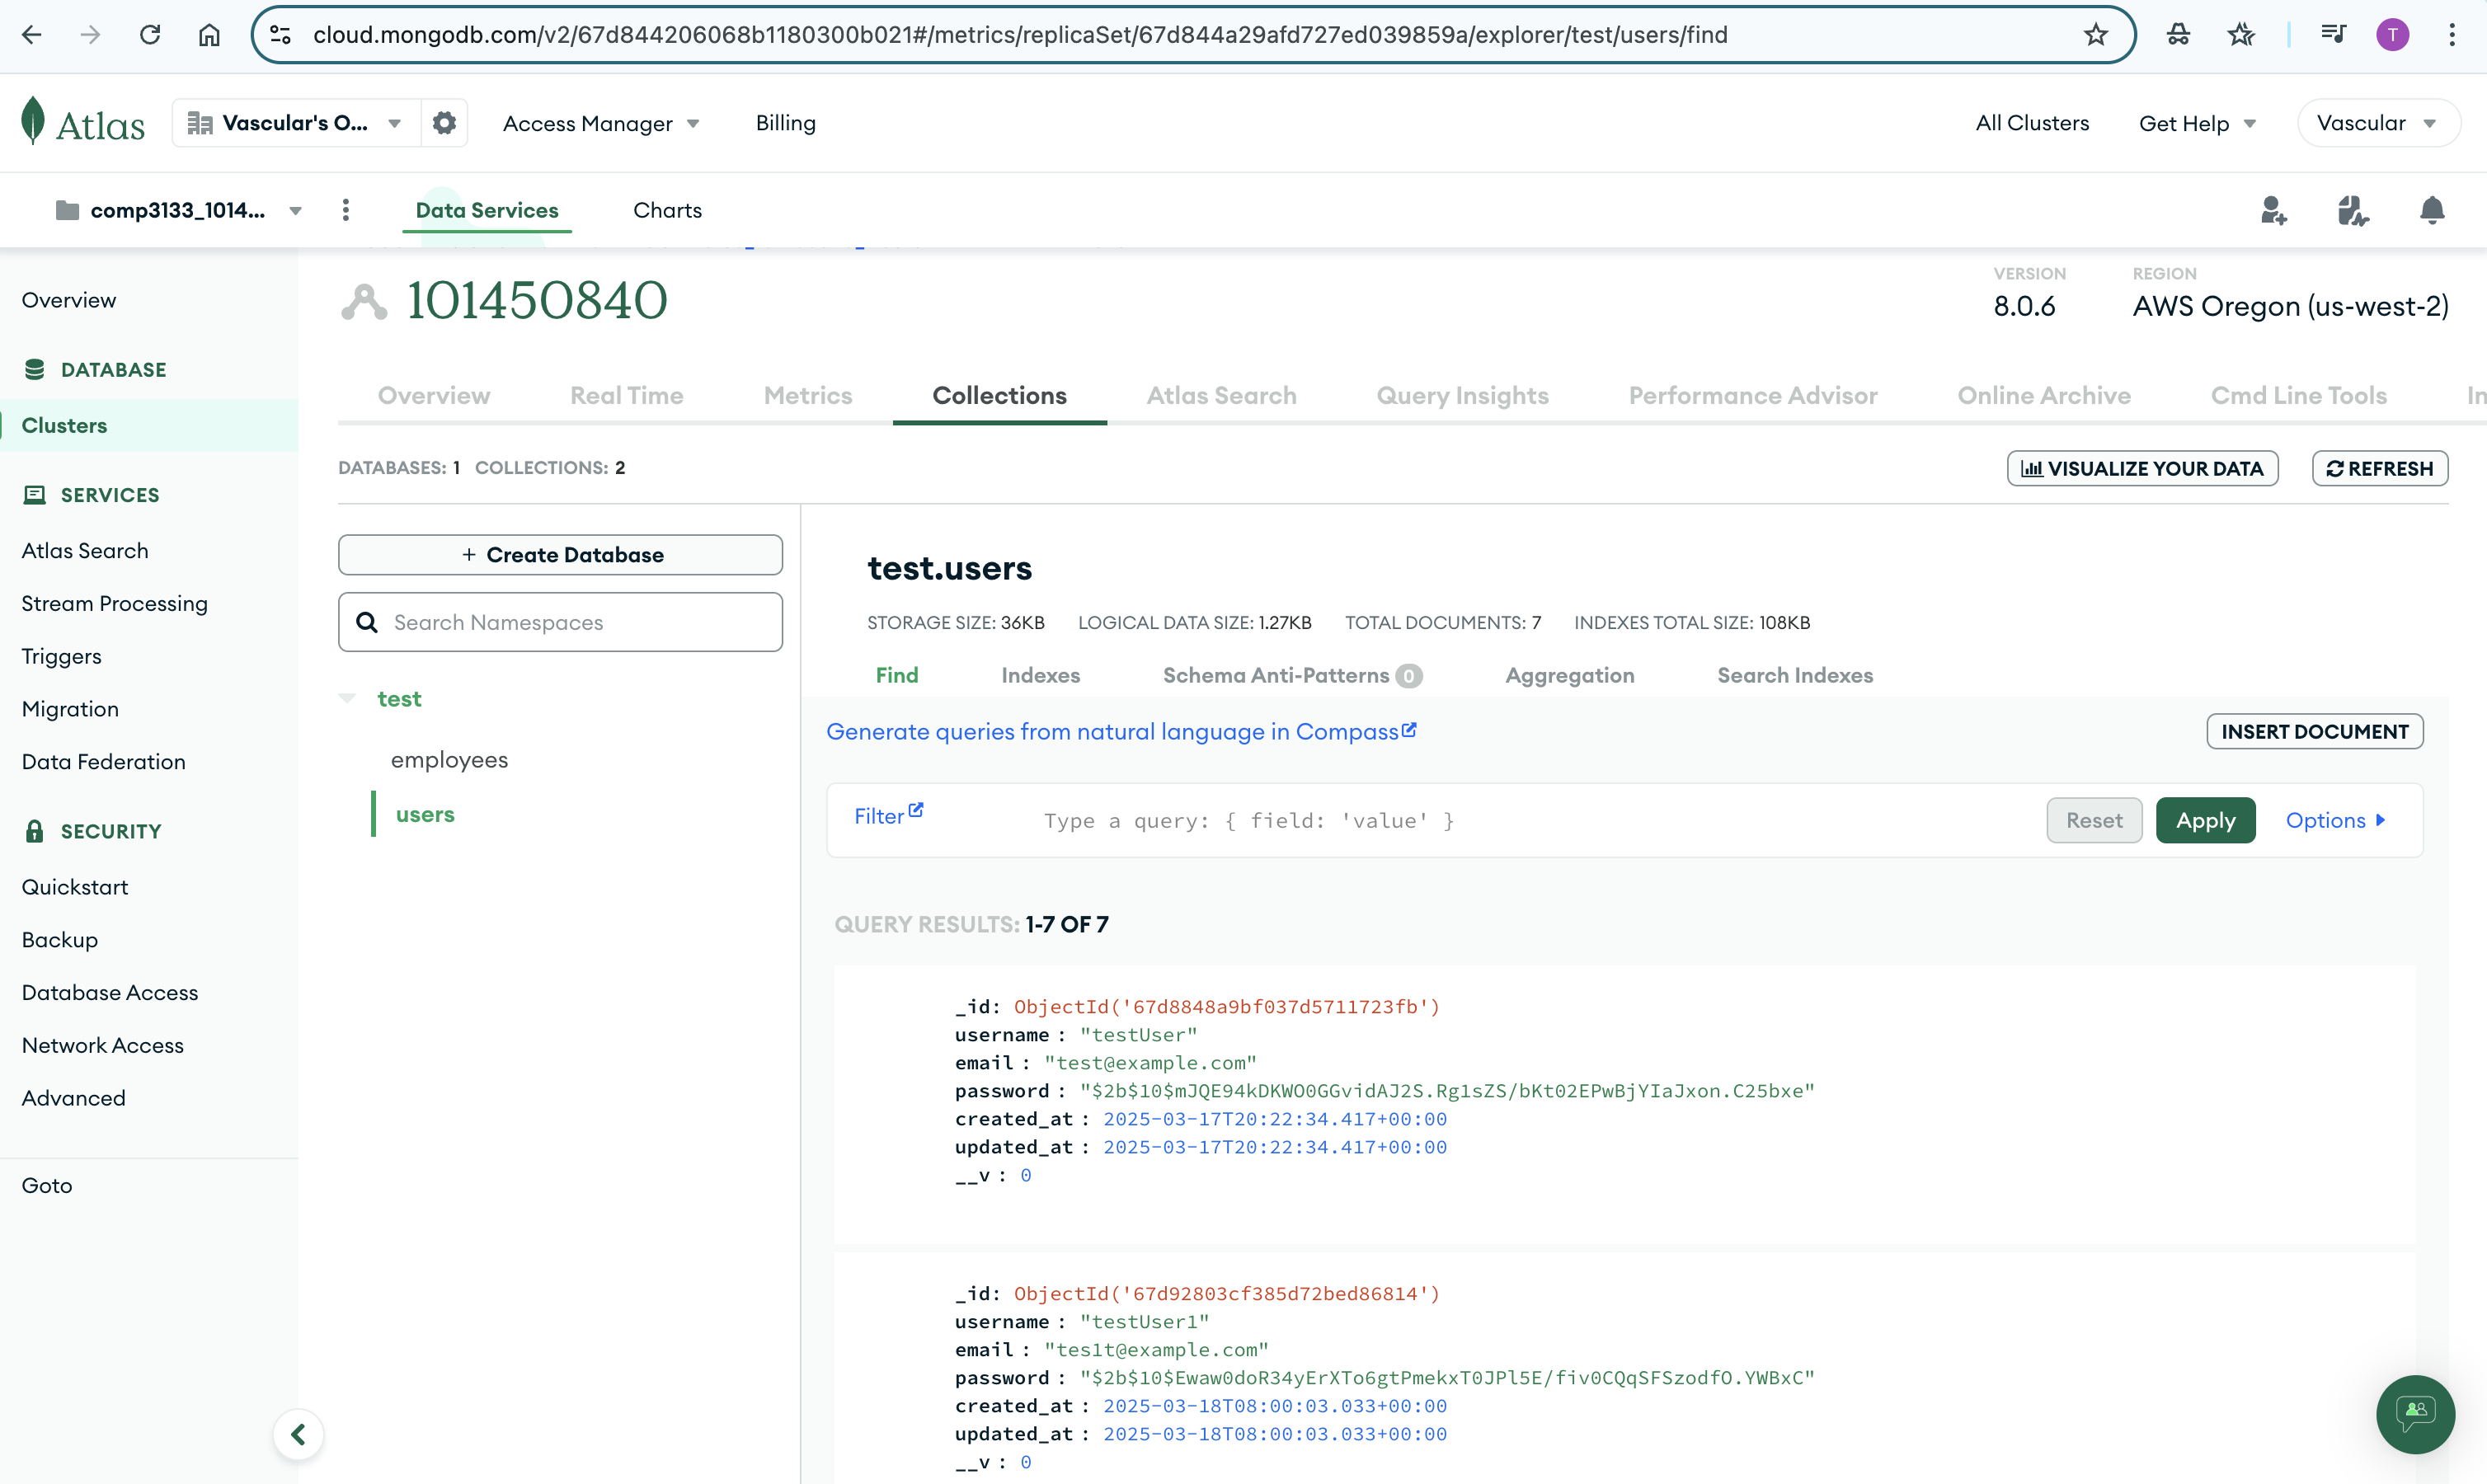 cloud.mongodb.com/v2/67d844206068b1180300b021#/metrics/replicaSet/67d844a29afd727ed039859a/explorer/test/users/find
T
Atlas
Vascular's O...
Access Manager
Billing
All Clusters
Get Help
Vascular
comp3133_1014...
Data Services
Charts
Overview
DATABASE
Clusters
SERVICES
Atlas Search
Stream Processing
Triggers
Migration
Data Federation
SECURITY
Quickstart
Backup
Database Access
Network Access
Advanced
Goto
101450840
VERSION
8.0.6
REGION
AWS Oregon (us-west-2)
Overview
Real Time
Metrics
Collections
Atlas Search
Query Insights
Performance Advisor
Online Archive
Cmd Line Tools
DATABASES: 1 COLLECTIONS: 2
VISUALIZE YOUR DATA
REFRESH
+ Create Database
Search Namespaces
test
employees
users
test.users
STORAGE SIZE: 36KB LOGICAL DATA SIZE: 1.27KB TOTAL DOCUMENTS: 7 INDEXES TOTAL SIZE: 108KB
Find
Indexes
Schema Anti-Patterns 0
Aggregation
Search Indexes
Generate queries from natural language in Compass
INSERT DOCUMENT
Filter
Type a query: { field: 'value' }
Reset
Apply
Options
QUERY RESULTS: 1-7 OF 7
_id: ObjectId('67d8848a9bf037d5711723fb')
username : "testUser"
email : "test@example.com"
password : "$2b$10$mJQE94kDKWO0GGvidAJ2S.Rg1sZS/bKt02EPwBjYIaJxon.C25bxe"
created_at : 2025-03-17T20:22:34.417+00:00
updated_at : 2025-03-17T20:22:34.417+00:00
__v : 0
_id: ObjectId('67d92803cf385d72bed86814')
username : "testUser1"
email : "tes1t@example.com"
password : "$2b$10$Ewaw0doR34yErXTo6gtPmekxT0JPl5E/fiv0CQqSFSzodfO.YWBxC"
created_at : 2025-03-18T08:00:03.033+00:00
updated_at : 2025-03-18T08:00:03.033+00:00
__v : 0